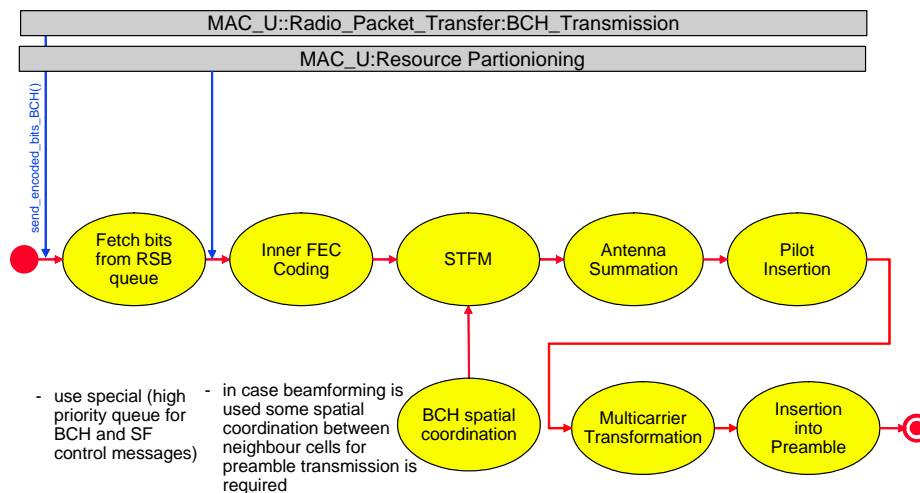 MAC_U::Radio_Packet_Transfer:BCH_Transmission
MAC_U:Resource Partionioning
send_encoded_bits_BCH()
Fetch bits
from RSB
queue
Inner FEC
Coding
STFM
Antenna
Summation
Pilot
Insertion
- use special (high
priority queue for
BCH and SF
control messages)
- in case beamforming is
used some spatial
coordination between
neighbour cells for
preamble transmission is
required
BCH spatial
coordination
Multicarrier
Transformation
Insertion
into
Preamble